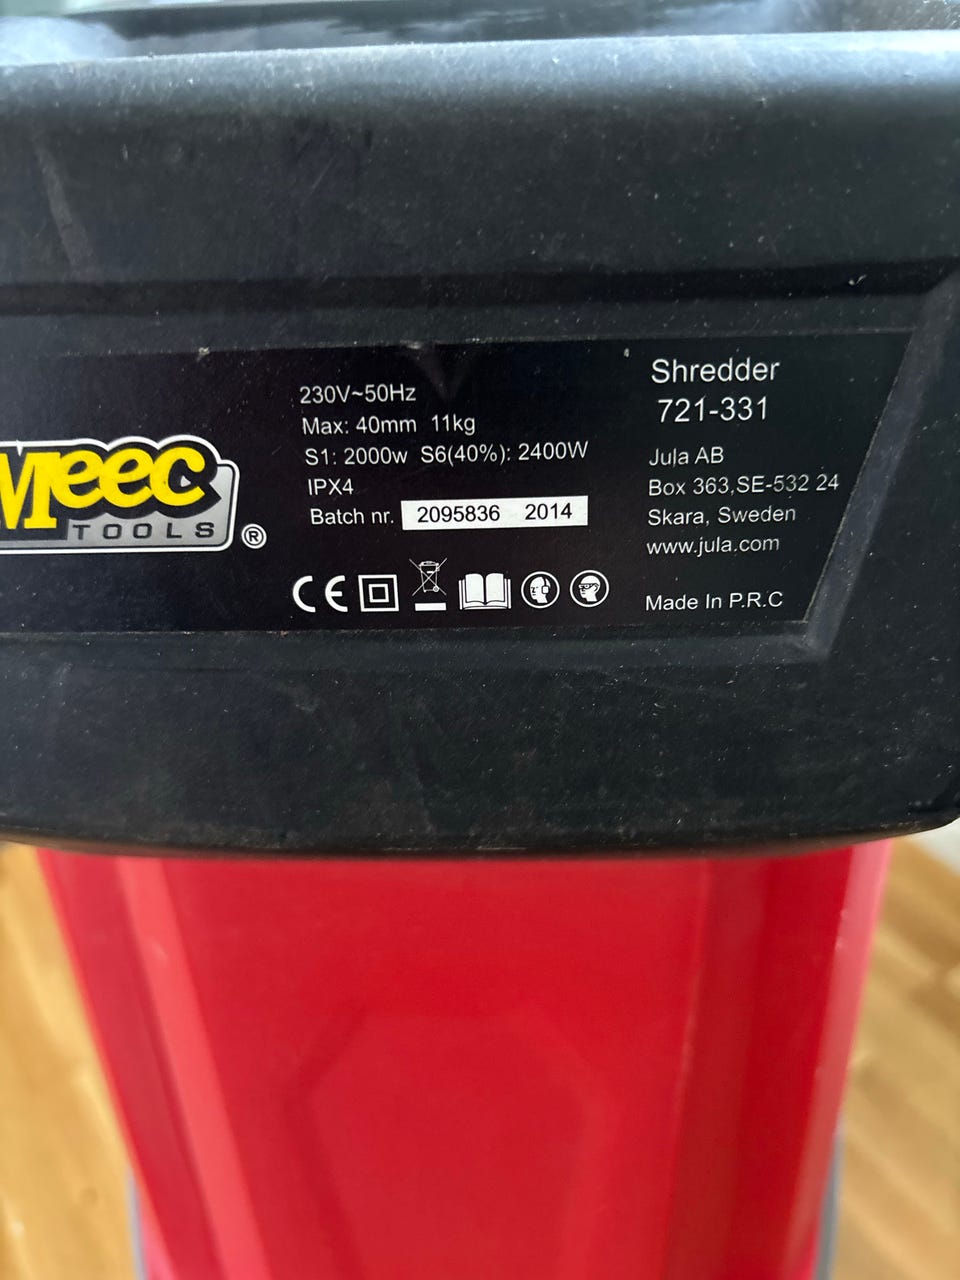 Meec
TOOLS ®
230V~50Hz
Max: 40mm 11kg
S1: 2000w S6(40%): 2400W
IPX4
Batch nr. 2095836 2014
CE
Shredder
721-331
Jula AB
Box 363,SE-532 24
Skara, Sweden
www.jula.com
Made In P.R.C